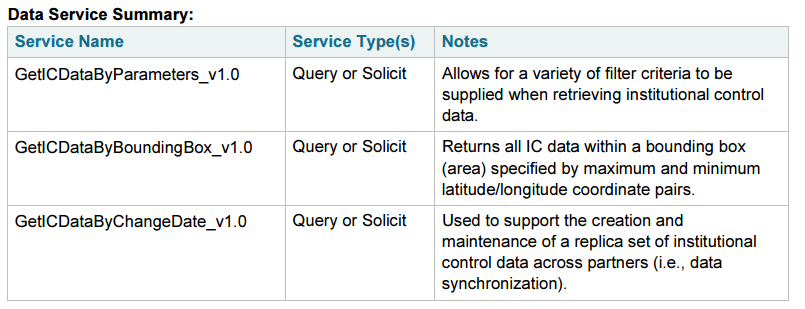 Data Service Summary:
Service Name Service Type(s) Notes
GetICDataByParameters_v1.0 Query or Solicit Allows for a variety of filter criteria to be
supplied when retrieving institutional control
data.
GetICDataByBoundingBox_v1.0 Query or Solicit Returns all IC data within a bounding box
(area) specified by maximum and minimum
latitude/longitude coordinate pairs.
GetICDataByChangeDate_v1.0 Query or Solicit Used to support the creation and
maintenance of a replica set of institutional
control data across partners (i.e., data
synchronization).